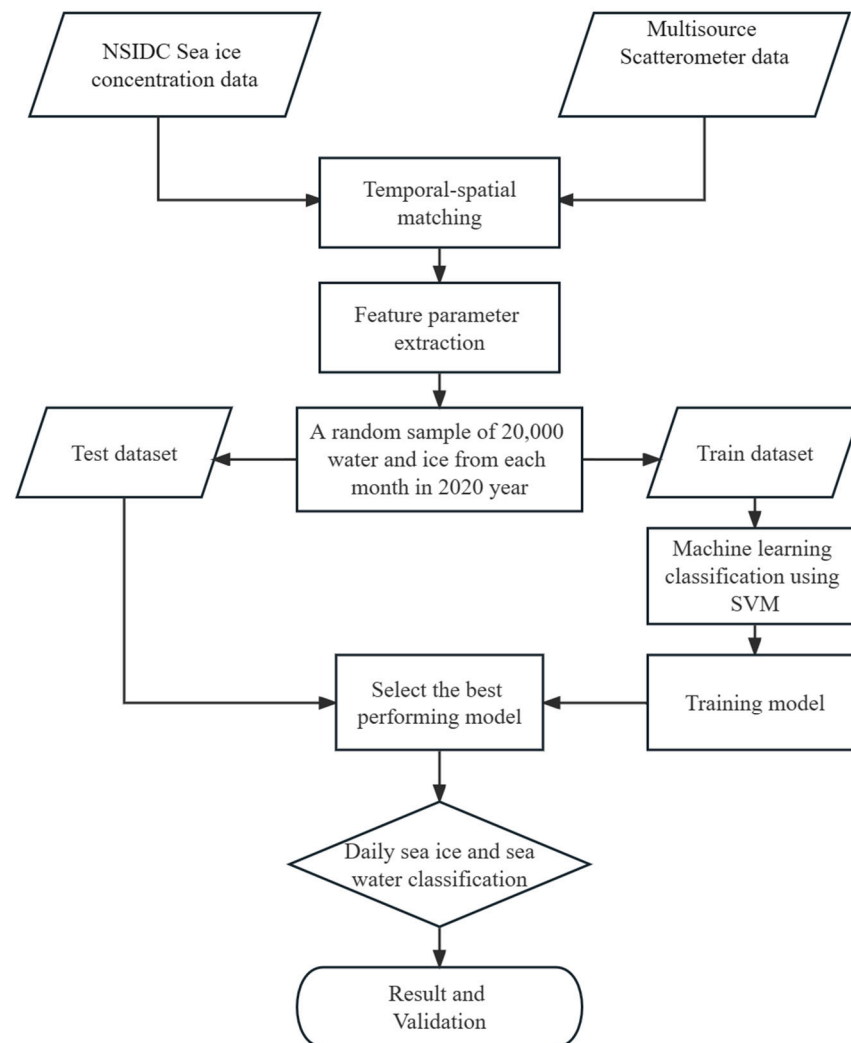 NSIDC Sea ice
concentration data
Multisource
Scatterometer data
Temporal-spatial
matching
Feature parameter
extraction
Test dataset
A random sample of 20,000
water and ice from each
month in 2020 year
Train dataset
Machine learning
classification using
SVM
Select the best
performing model
Training model
Daily sea ice and sea
water classification
Result and
Validation